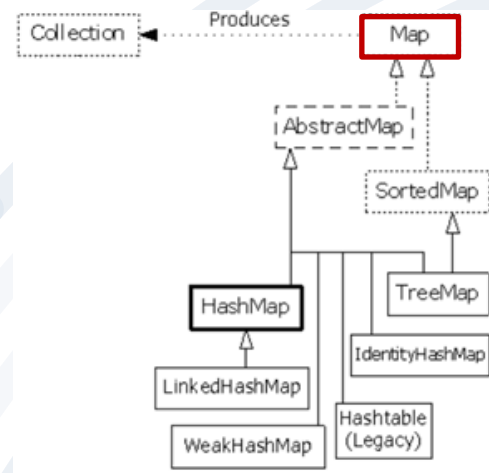 Produces
Collection
Map
AbstractMap
SortedMap
HashMap
TreeMap
IdentityHashMap
LinkedHashMap
Hashtable
(Legacy)
WeakHashMap